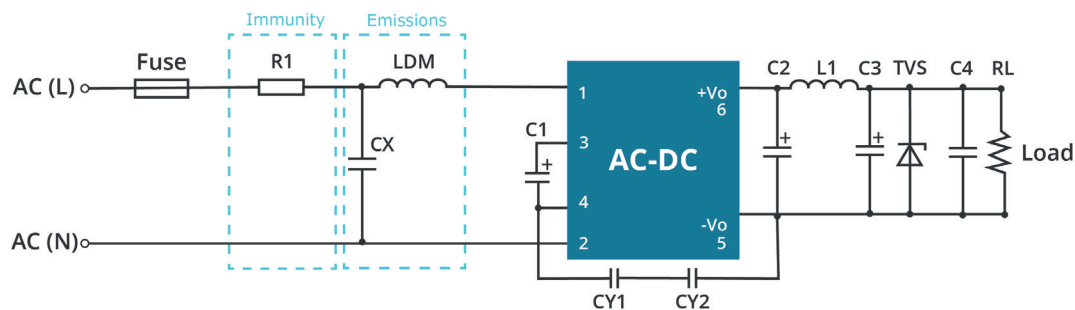 Immunity
Emissions
Fuse
R1
LDM
C2
L1
C3
TVS
C4
RL
AC (L)
1
+Vo
6
C1
+
CX
3
+
+
AC-DC
Load
4
-Vo
5
AC (N)
2
CY1
CY2